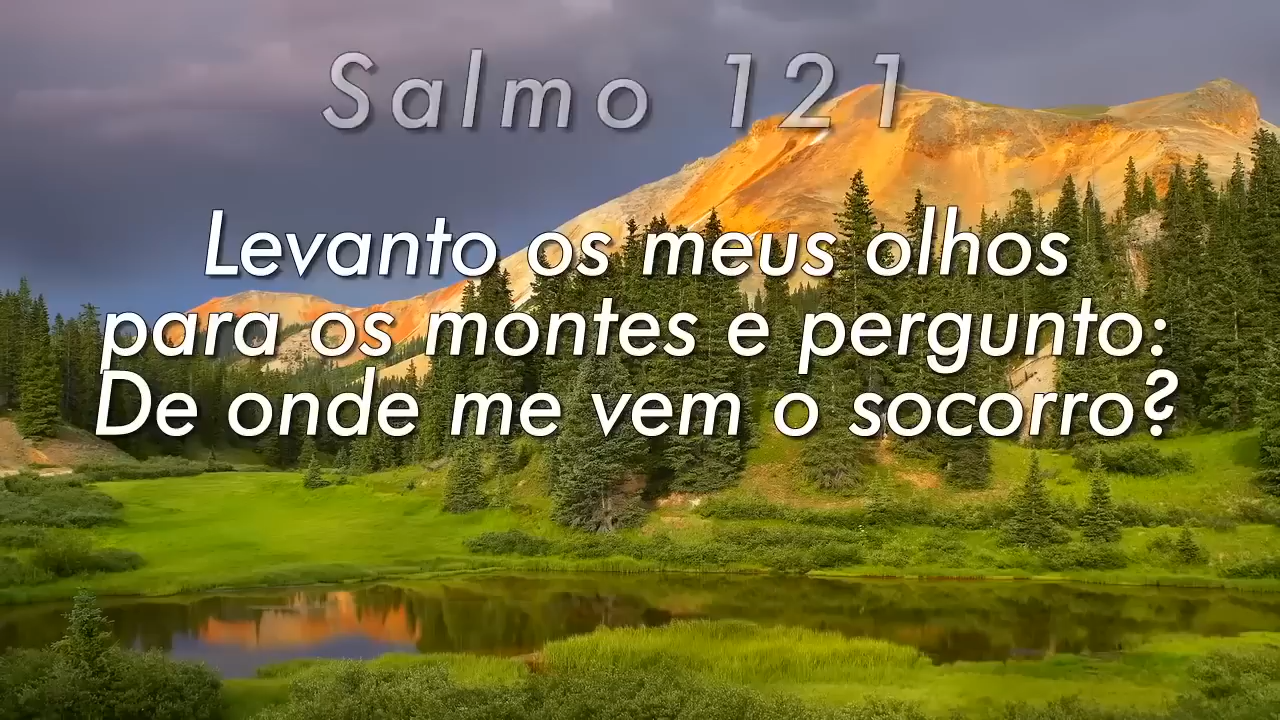 Salmo 121
Levanto os meus olhos
para os montes e pergunto:
De onde me vem o socorro?